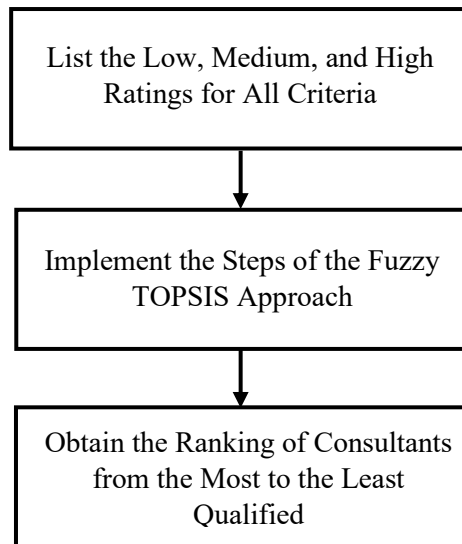 List the Low, Medium, and High
Ratings for All Criteria
Implement the Steps of the Fuzzy
TOPSIS Approach
Obtain the Ranking of Consultants
from the Most to the Least
Qualified